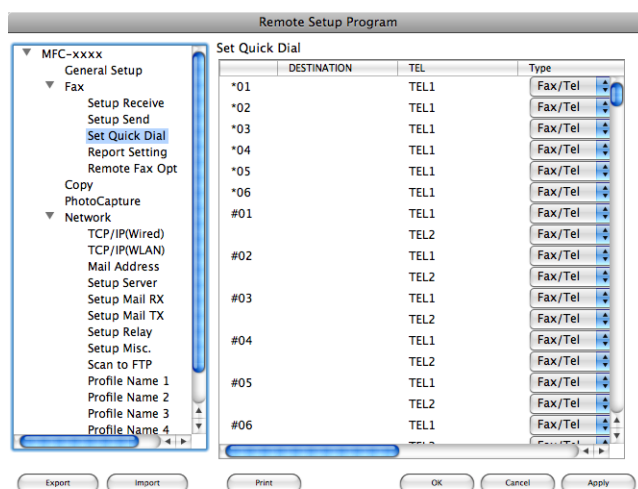 Remote Setup Program
MFC-xxxx
General Setup
Fax
Setup Receive
Setup Send
Set Quick Dial
Report Setting
Remote Fax Opt
Copy
PhotoCapture
Network
TCP/IP(Wired)
TCP/IP(WLAN)
Mail Address
Setup Server
Setup Mail RX
Setup Mail TX
Setup Relay
Setup Misc.
Scan to FTP
Profile Name 1
Profile Name 2
Profile Name 3
Profile Name 4
Set Quick Dial
DESTINATION TEL Type
*01 TEL1 Fax/Tel
*02 TEL1 Fax/Tel
*03 TEL1 Fax/Tel
*04 TEL1 Fax/Tel
*05 TEL1 Fax/Tel
*06 TEL1 Fax/Tel
#01 TEL1 Fax/Tel
TEL2 Fax/Tel
#02 TEL1 Fax/Tel
TEL2 Fax/Tel
#03 TEL1 Fax/Tel
TEL2 Fax/Tel
#04 TEL1 Fax/Tel
TEL2 Fax/Tel
#05 TEL1 Fax/Tel
TEL2 Fax/Tel
#06 TEL1 Fax/Tel
Export Import Print OK Cancel Apply